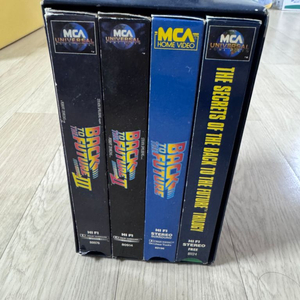 MCA
UNIVERSAL
BACK
TO THE
FUTURE
III
HI FI
MCA
UNIVERSAL
BACK
TO THE
FUTURE
II
HI FI
MCA
HOME VIDEO
BACK
TO THE
FUTURE
HI FI
STEREO
MCA
UNIVERSAL
THE SECRETS OF THE BACK TO THE FUTURE TRILOGY
HI FI
STEREO